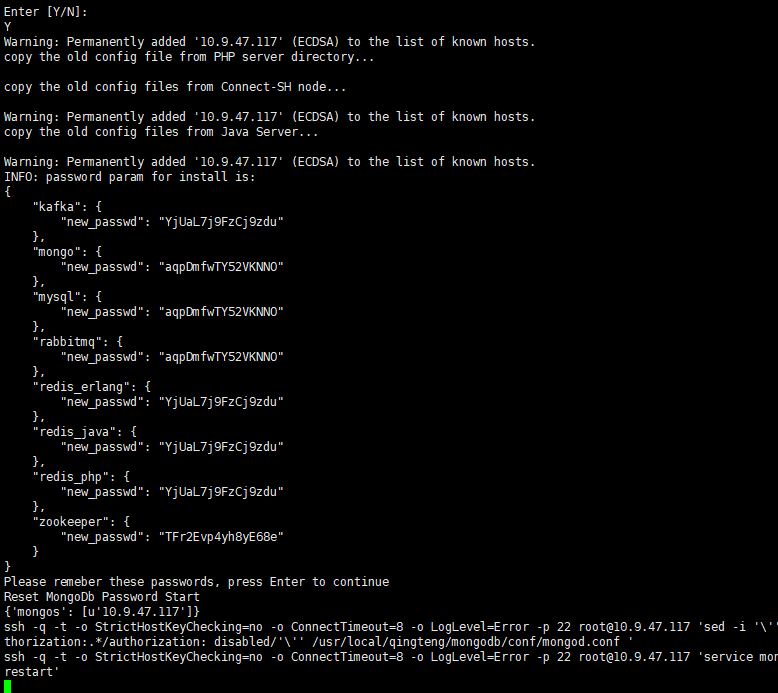 Enter [Y/N]:
Y
Warning: Permanently added '10.9.47.117' (ECDSA) to the list of known hosts.
copy the old config file from PHP server directory...
copy the old config files from Connect-SH node...
Warning: Permanently added '10.9.47.117' (ECDSA) to the list of known hosts.
copy the old config files from Java Server...
Warning: Permanently added '10.9.47.117' (ECDSA) to the list of known hosts.
INFO: password param for install is:
{
    "kafka": {
        "new_passwd": "YjUaL7j9FzCj9zdu"
    },
    "mongo": {
        "new_passwd": "aqpDmfwTY52VKNNO"
    },
    "mysql": {
        "new_passwd": "aqpDmfwTY52VKNNO"
    },
    "rabbitmq": {
        "new_passwd": "aqpDmfwTY52VKNNO"
    },
    "redis_erlang": {
        "new_passwd": "YjUaL7j9FzCj9zdu"
    },
    "redis_java": {
        "new_passwd": "YjUaL7j9FzCj9zdu"
    },
    "redis_php": {
        "new_passwd": "YjUaL7j9FzCj9zdu"
    },
    "zookeeper": {
        "new_passwd": "TFr2Evp4yh8yE68e"
    }
}
Please remeber these passwords, press Enter to continue
Reset MongoDb Password Start
{'mongos': [u'10.9.47.117']}
ssh -q -t -o StrictHostKeyChecking=no -o ConnectTimeout=8 -o LogLevel=Error -p 22 root@10.9.47.117 'sed -i '\''
thorization:.*/authorization: disabled/'\'' /usr/local/qingteng/mongodb/conf/mongod.conf '
ssh -q -t -o StrictHostKeyChecking=no -o ConnectTimeout=8 -o LogLevel=Error -p 22 root@10.9.47.117 'service mon
restart'